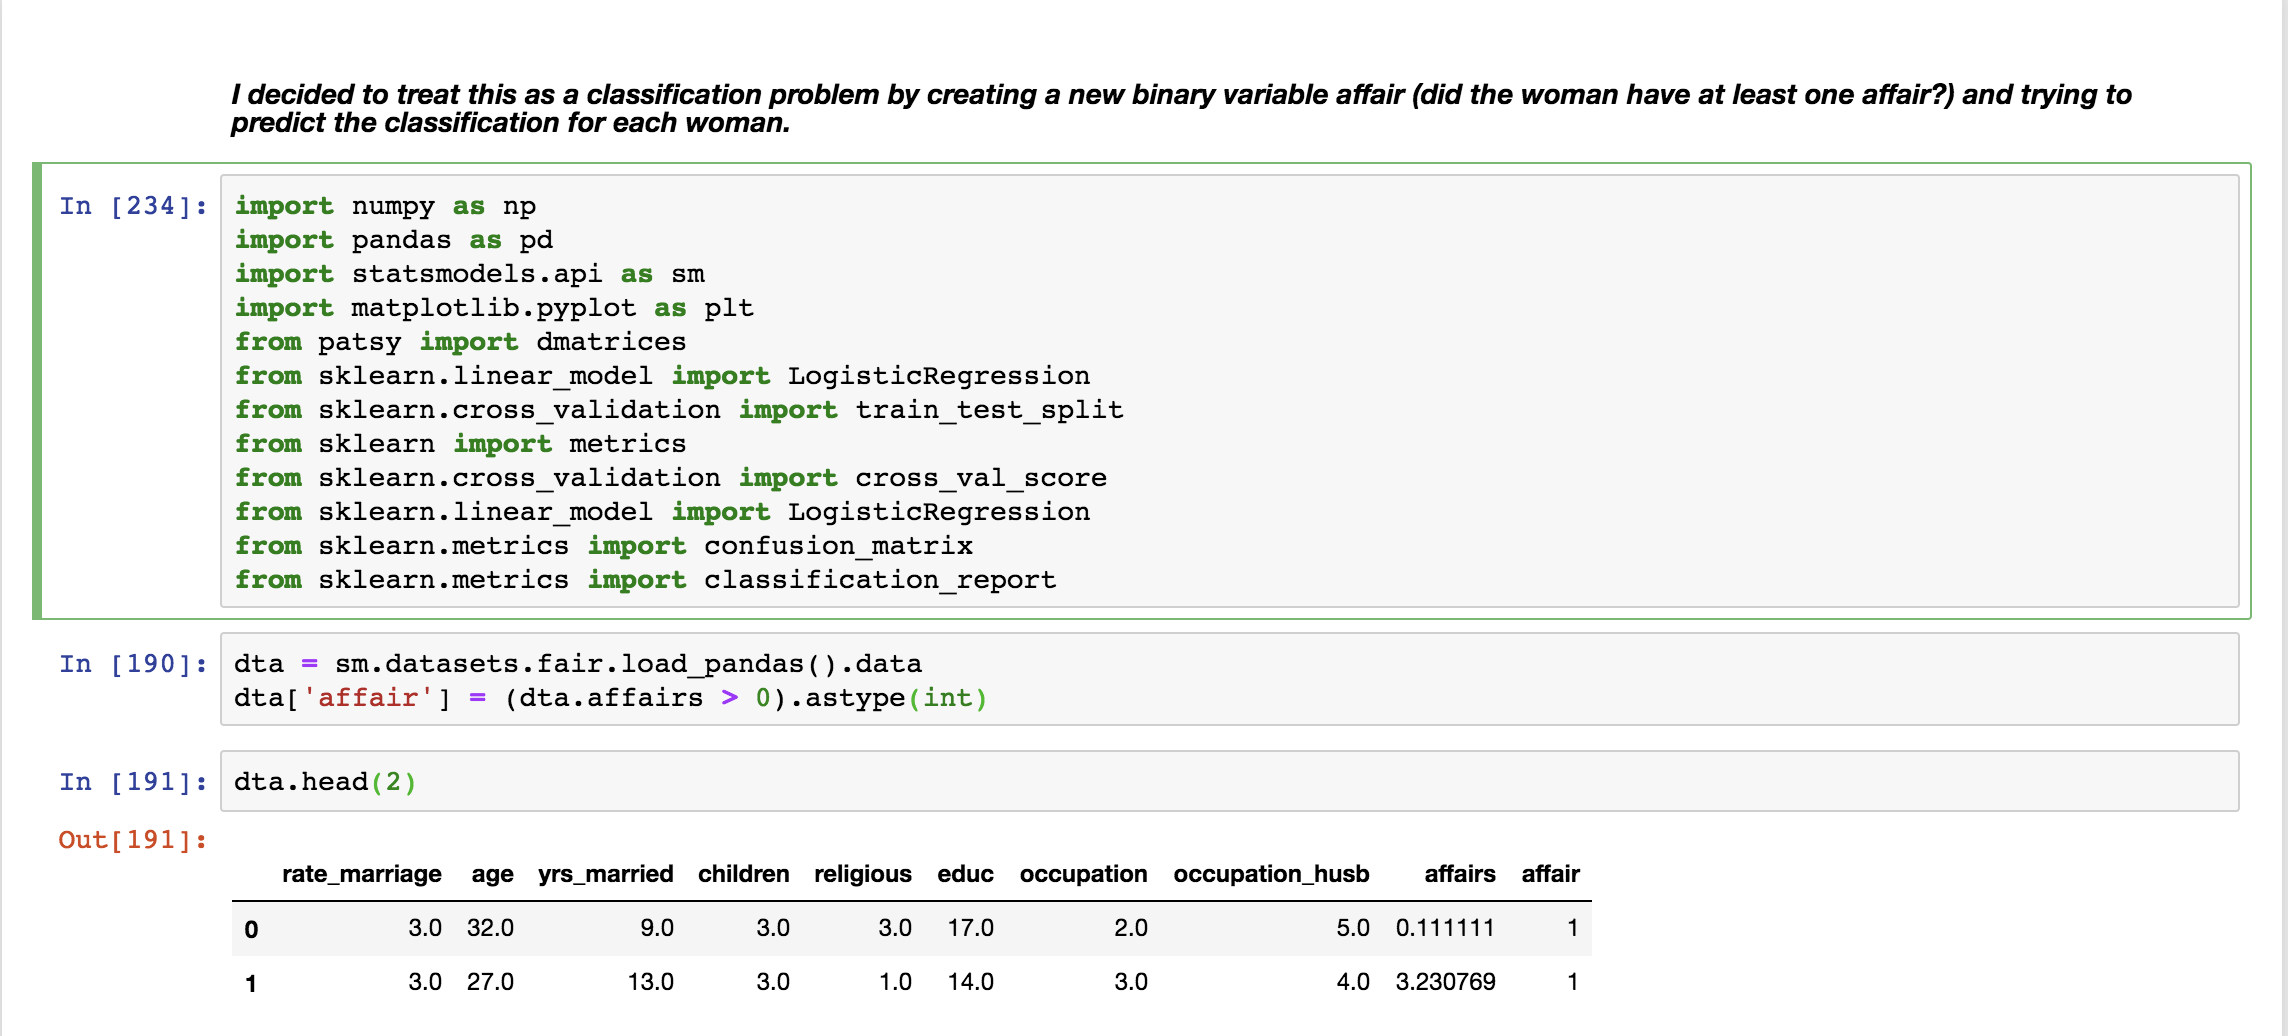 I decided to treat this as a classification problem by creating a new binary variable affair (did the woman have at least one affair?) and trying to
predict the classification for each woman.
In [234]:
import numpy as np
import pandas as pd
import statsmodels.api as sm
import matplotlib.pyplot as plt
from patsy import dmatrices
from sklearn.linear_model import LogisticRegression
from sklearn.cross_validation import train_test_split
from sklearn import metrics
from sklearn.cross_validation import cross_val_score
from sklearn.linear_model import LogisticRegression
from sklearn.metrics import confusion_matrix
from sklearn.metrics import classification_report
In [190]:
dta = sm.datasets.fair.load_pandas().data
dta['affair'] = (dta.affairs > 0).astype(int)
In [191]:
dta.head(2)
Out[191]:
rate_marriage age yrs_married children religious educ occupation occupation_husb affairs affair
0 3.0 32.0 9.0 3.0 3.0 17.0 2.0 5.0 0.111111 1
1 3.0 27.0 13.0 3.0 1.0 14.0 3.0 4.0 3.230769 1